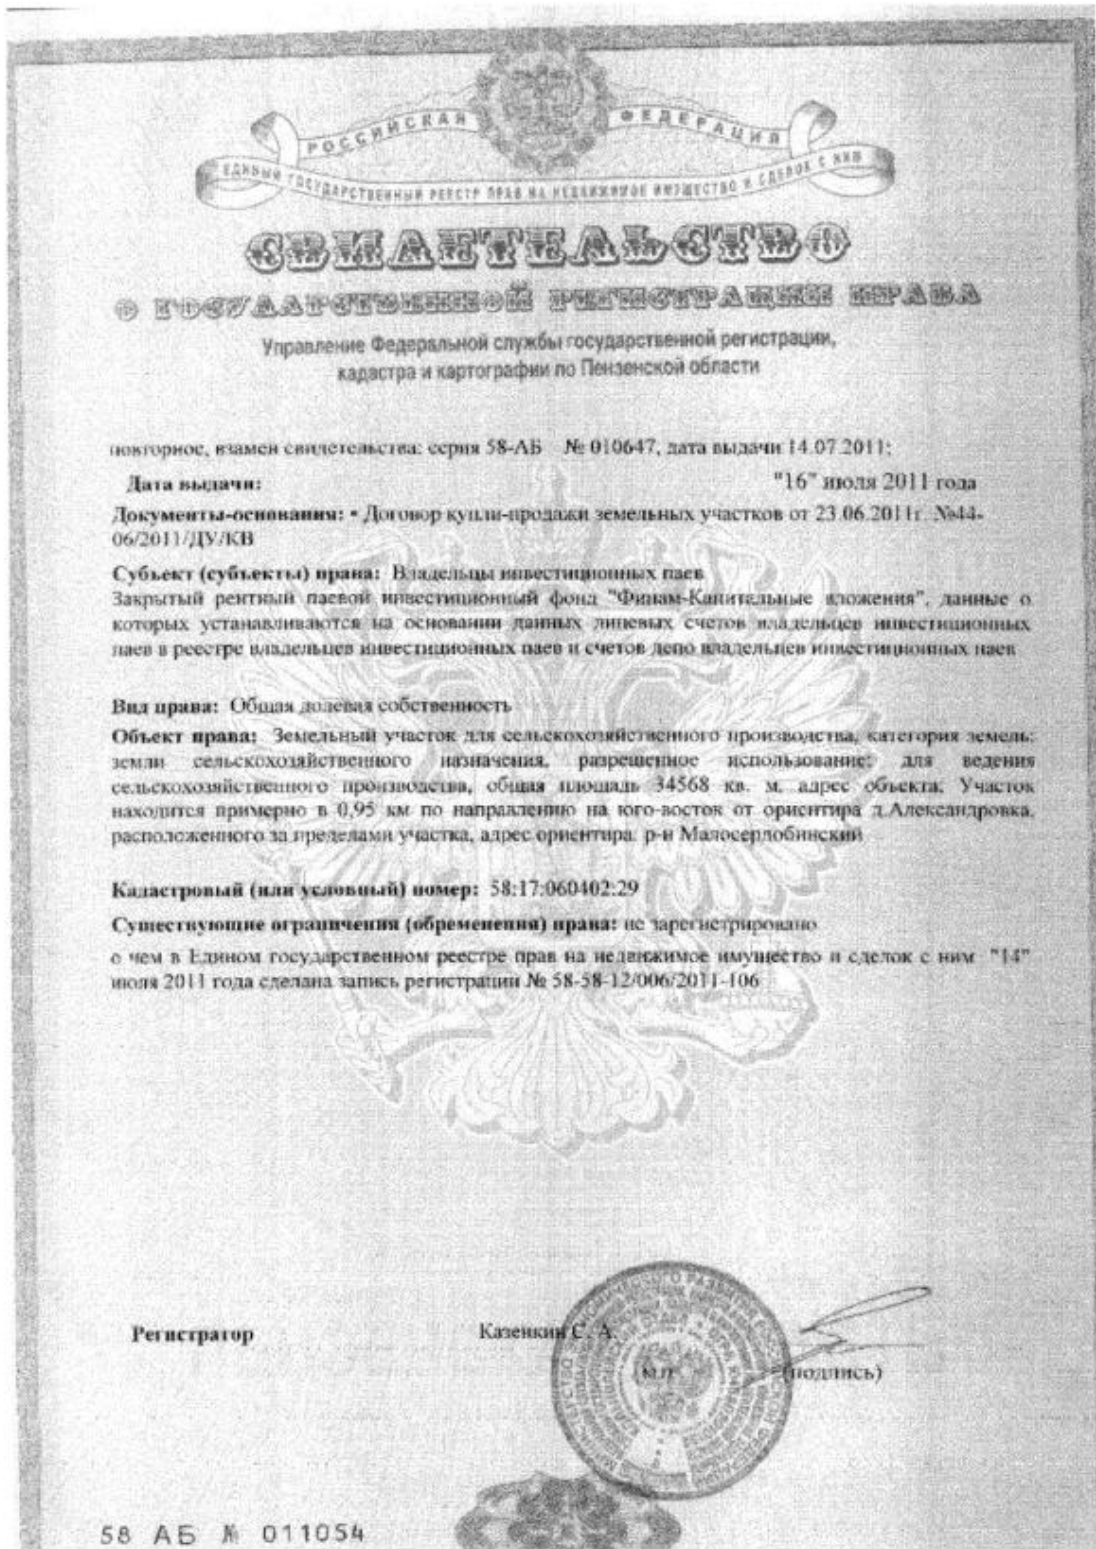 РОССИЙСКАЯ ФЕДЕРАЦИЯ
ЕДИНЫЙ ГОСУДАРСТВЕННЫЙ РЕЕСТР ПРАВ НА НЕДВИЖИМОЕ ИМУЩЕСТВО И СДЕЛОК С НИМ
СВИДЕТЕЛЬСТВО
О ГОСУДАРСТВЕННОЙ РЕГИСТРАЦИИ ПРАВА
Управление Федеральной службы государственной регистрации,
кадастра и картографии по Пензенской области
повторное, взамен свидетельства: серия 58-АБ № 010647, дата выдачи 14.07.2011;
Дата выдачи: "16" июля 2011 года
Документы-основания: • Договор купли-продажи земельных участков от 23.06.2011г. №44-
06/2011/ДУ/КВ
Субъект (субъекты) права: Владельцы инвестиционных паев
Закрытый рентный паевой инвестиционный фонд "Финам-Капитальные вложения", данные о
которых устанавливаются на основании данных лицевых счетов владельцев инвестиционных
паев в реестре владельцев инвестиционных паев и счетов депо владельцев инвестиционных паев
Вид права: Общая долевая собственность
Объект права: Земельный участок для сельскохозяйственного производства, категория земель:
земли сельскохозяйственного назначения, разрешенное использование: для ведения
сельскохозяйственного производства, общая площадь 34568 кв. м, адрес объекта: Участок
находится примерно в 0,95 км по направлению на юго-восток от ориентира д.Александровка,
расположенного за пределами участка, адрес ориентира: р-н Малосердобинский
Кадастровый (или условный) номер: 58:17:060402:29
Существующие ограничения (обременения) права: не зарегистрировано
о чем в Едином государственном реестре прав на недвижимое имущество и сделок с ним "14"
июля 2011 года сделана запись регистрации № 58-58-12/006/2011-106
Регистратор Казенкин С. А.
м.п. (подпись)
58 АБ № 011054